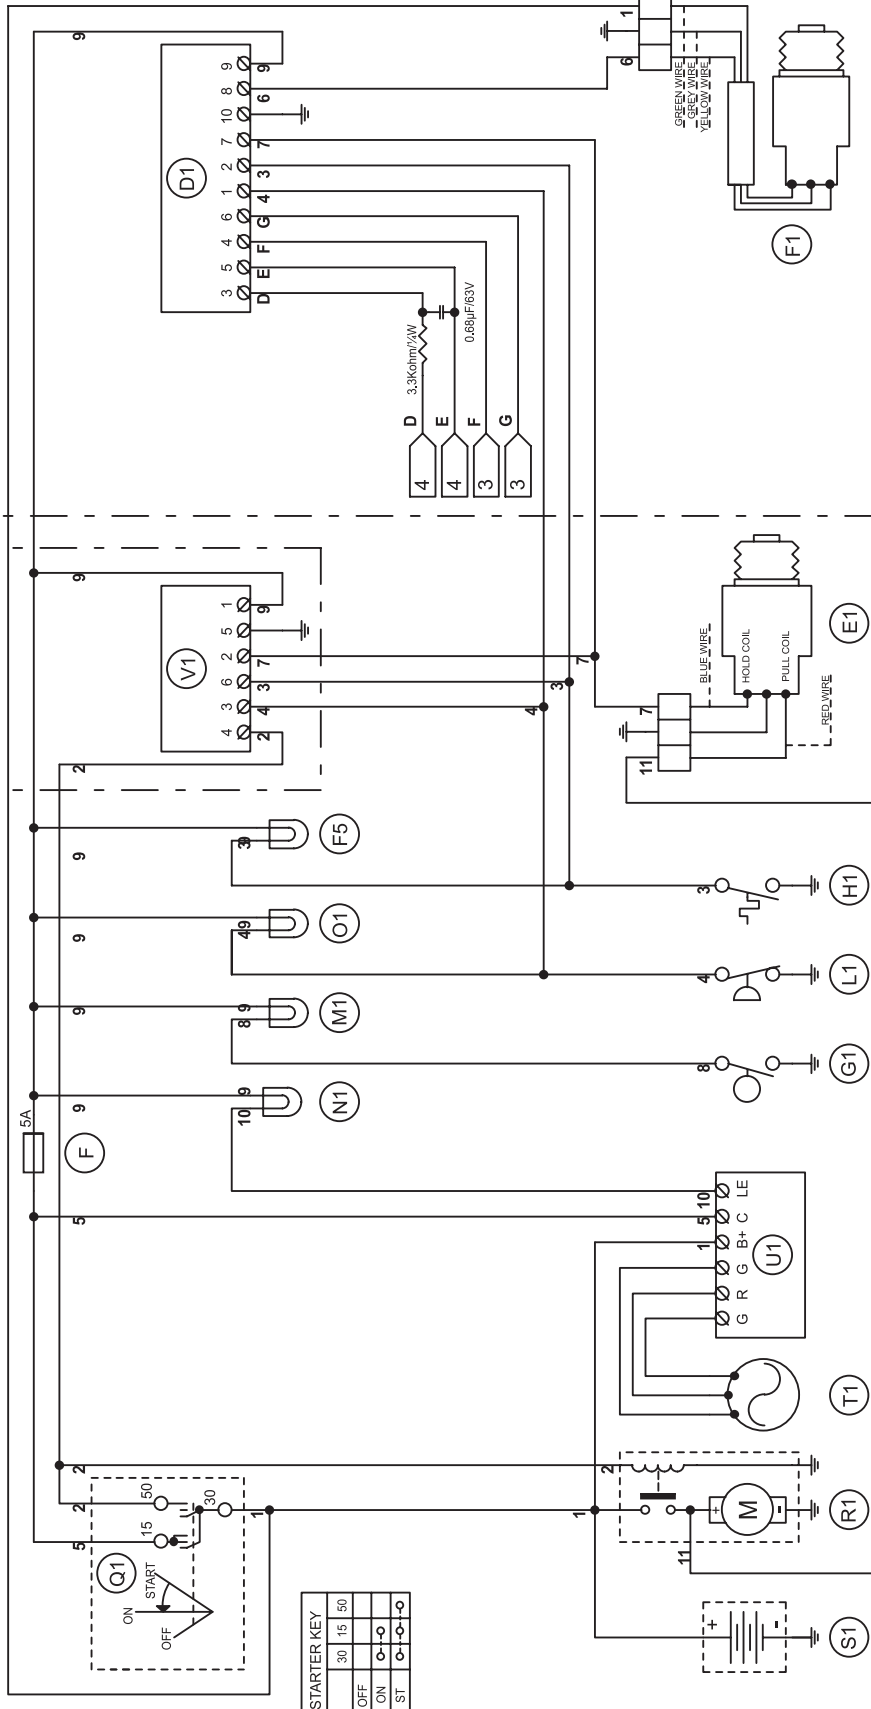 9
D1
9 8 10 7 2 1 6 4 5 3
9 6 7 3 4 G F E D
3.3Kohm/¼W
0.68µF/63V
D E F G
4 4 3 3
1
6
GREEN WIRE
GREY WIRE
YELLOW WIRE
F1
9
V1
1 5 2 6 3 4
9 7 3 4 2
2
7
3
4
7
11
BLUE WIRE
HOLD COIL
PULL COIL
RED WIRE
E1
9
39
F5
3
H1
9
49
O1
4
L1
9
9
8
M1
8
G1
9
9
10
N1
5A
F
5
10 5 1
LE C B+ G R G
U1
T1
2
2
5
50
15
30
Q1
START
ON
OFF
1
2
1
11
+
M
-
R1
+
-
S1
STARTER KEY
30 15 50
OFF
ON
ST